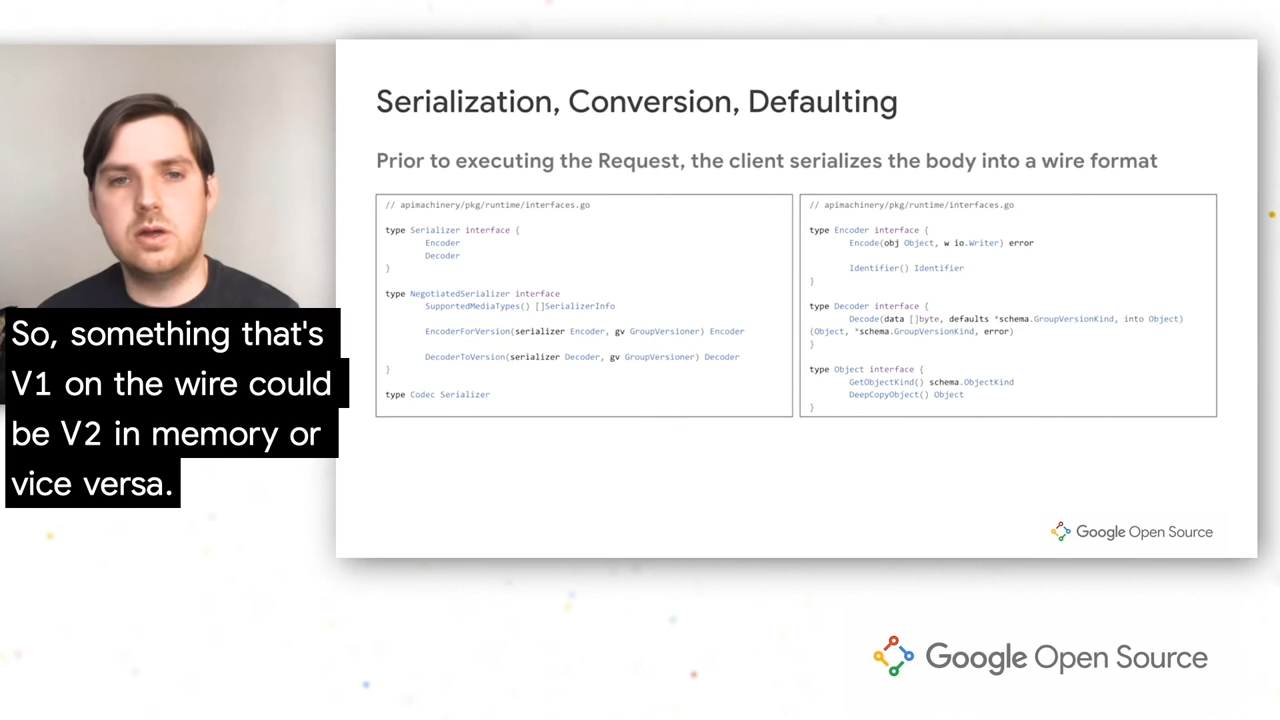 Serialization, Conversion, Defaulting
Prior to executing the Request, the client serializes the body into a wire format
// apimachinery/pkg/runtime/interfaces.go
type Serializer interface {
Encoder
Decoder
}
type NegotiatedSerializer interface
SupportedMediaTypes() []SerializerInfo
EncoderForVersion(serializer Encoder, gv GroupVersioner) Encoder
DecoderToVersion(serializer Decoder, gv GroupVersioner) Decoder
}
type Codec Serializer
// apimachinery/pkg/runtime/interfaces.go
type Encoder interface {
Encode(obj Object, w io.Writer) error
Identifier() Identifier
}
type Decoder interface {
Decode(data []byte, defaults *schema.GroupVersionKind, into Object)
(Object, *schema.GroupVersionKind, error)
}
type Object interface {
GetObjectKind() schema.ObjectKind
DeepCopyObject() Object
}
Google Open Source
So, something that's
V1 on the wire could
be V2 in memory or
vice versa.
Google Open Source